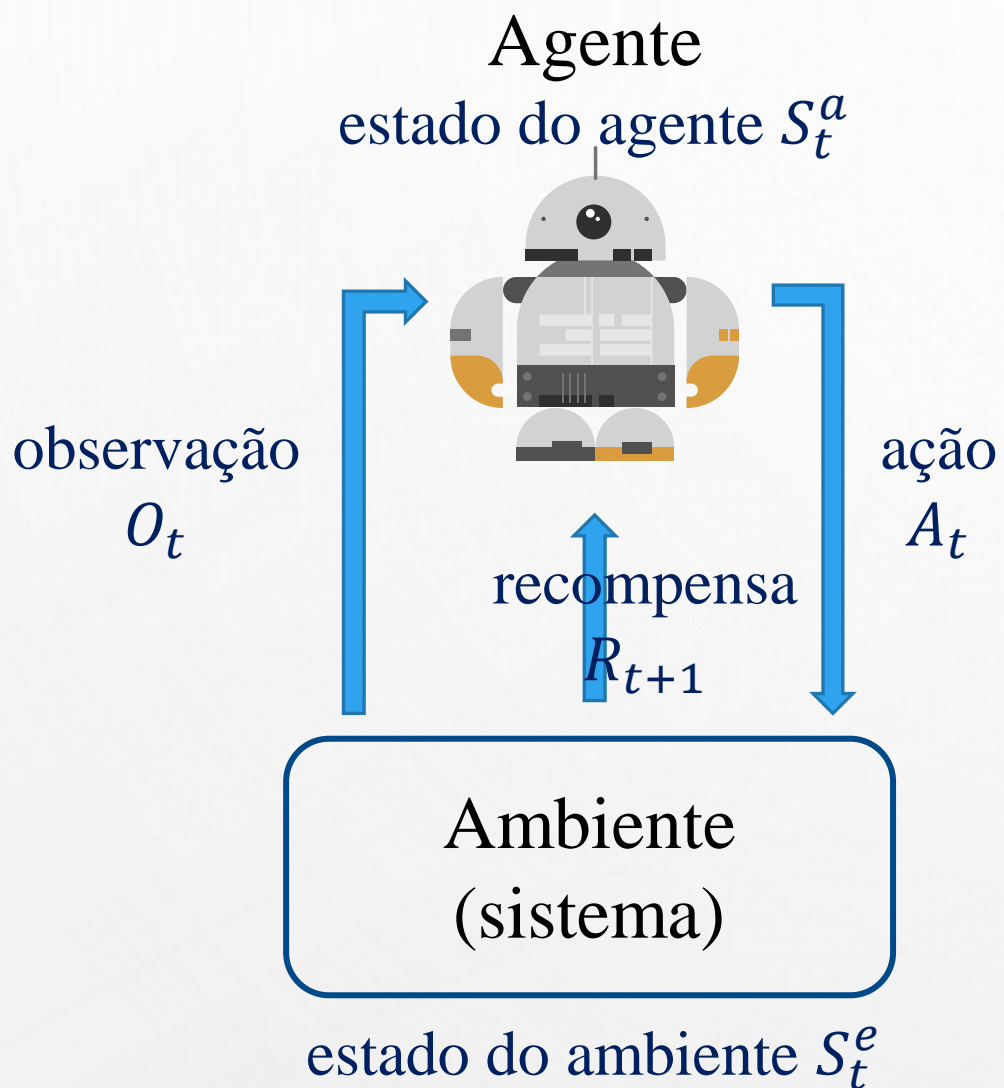 Agente
estado do agente $S_t^a$
observação
$O_t$
ação
$A_t$
recompensa
$R_{t+1}$
Ambiente
(sistema)
estado do ambiente $S_t^e$